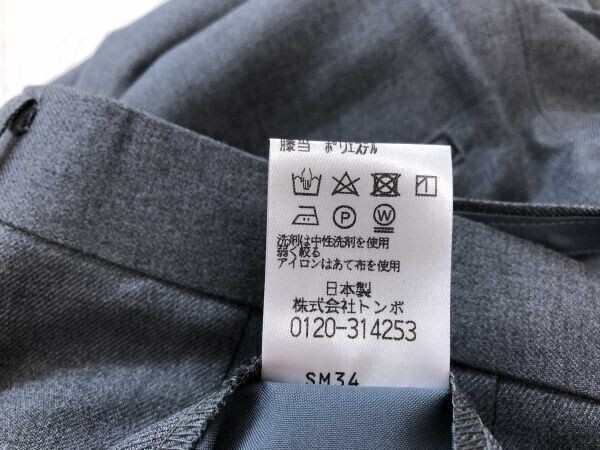 膝当 ポリエステル
洗剤は中性洗剤を使用
弱く絞る
アイロンはあて布を使用
日本製
株式会社トンボ
0120-314253
SM34